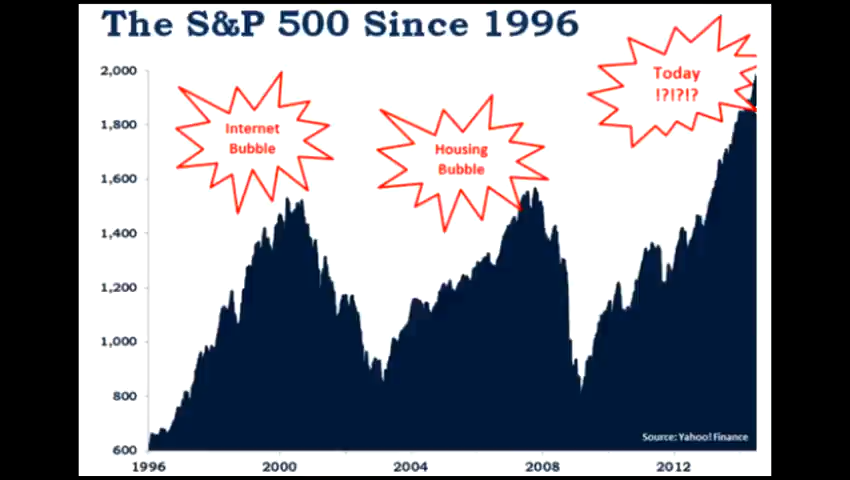 The S&P 500 Since 1996
2,000
1,800
1,600
1,400
1,200
1,000
800
600
Internet
Bubble
Housing
Bubble
Today
!?!?!?
Source: Yahoo! Finance
1996 2000 2004 2008 2012